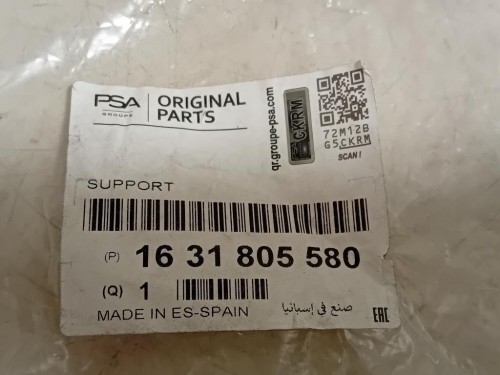 PSA
GROUPE
ORIGINAL
PARTS
qr.groupe-psa.com
CKRM
72M12B
G5CKRM
SCAN !
SUPPORT
(P) 16 31 805 580
(Q) 1
MADE IN ES-SPAIN
صنع في إسبانيا
EAC